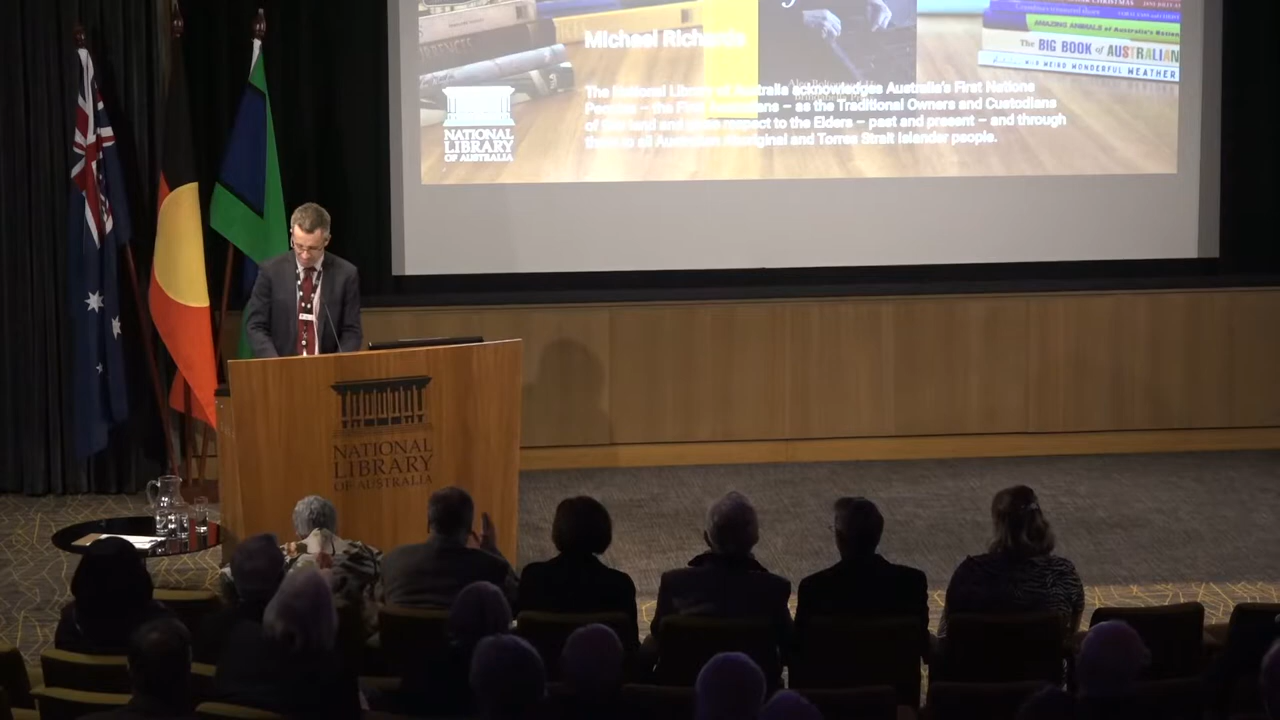 CHRISTMAS
AMAZING ANIMALS of Australia's Nation
The BIG BOOK of AUSTRALIAN
WILD WEIRD WONDERFUL WEATHER
Michael Richards
The National Library of Australia acknowledges Australia's First Nations
Peoples – the First Australians – as the Traditional Owners and Custodians
of this land and gives respect to the Elders – past and present – and through
them to all Australian Aboriginal and Torres Strait Islander people.
NATIONAL
LIBRARY
OF AUSTRALIA
NATIONAL
LIBRARY
OF AUSTRALIA